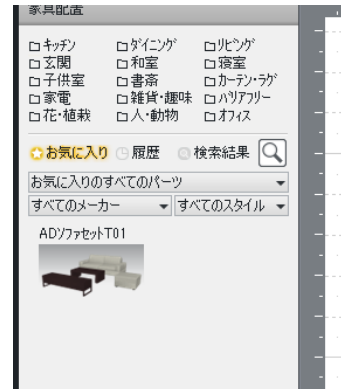 家具配置
キッチン ダイニング リビング
玄関 和室 寝室
子供室 書斎 カーテン・ラグ
家電 雑貨・趣味 バリアフリー
花・植栽 人・動物 オフィス
お気に入り 履歴 検索結果
お気に入りのすべてのパーツ
すべてのメーカー すべてのスタイル
ADソファセットT01